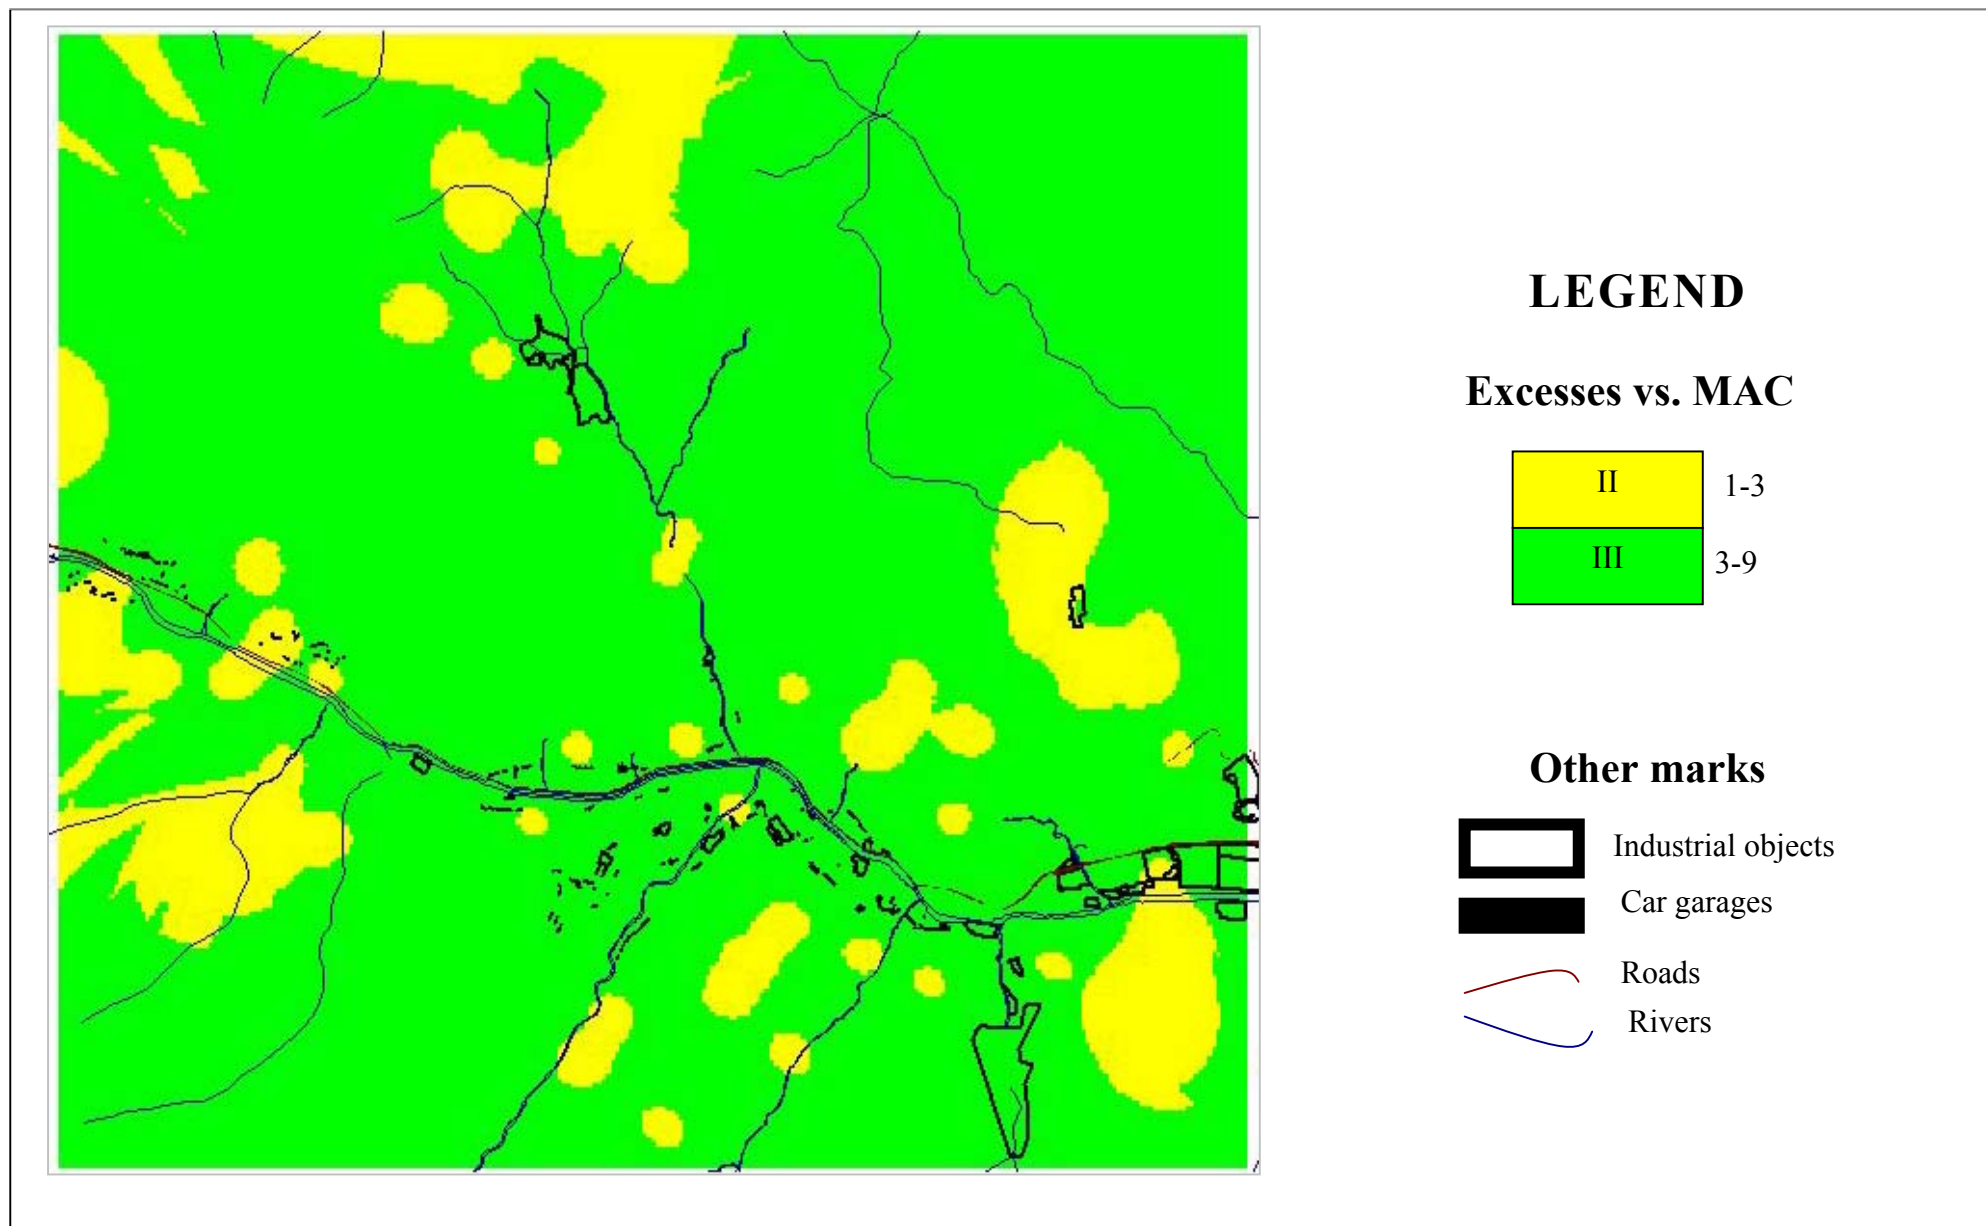 LEGEND
Excesses vs. MAC
II 1-3
III 3-9
Other marks
Industrial objects
Car garages
Roads
Rivers